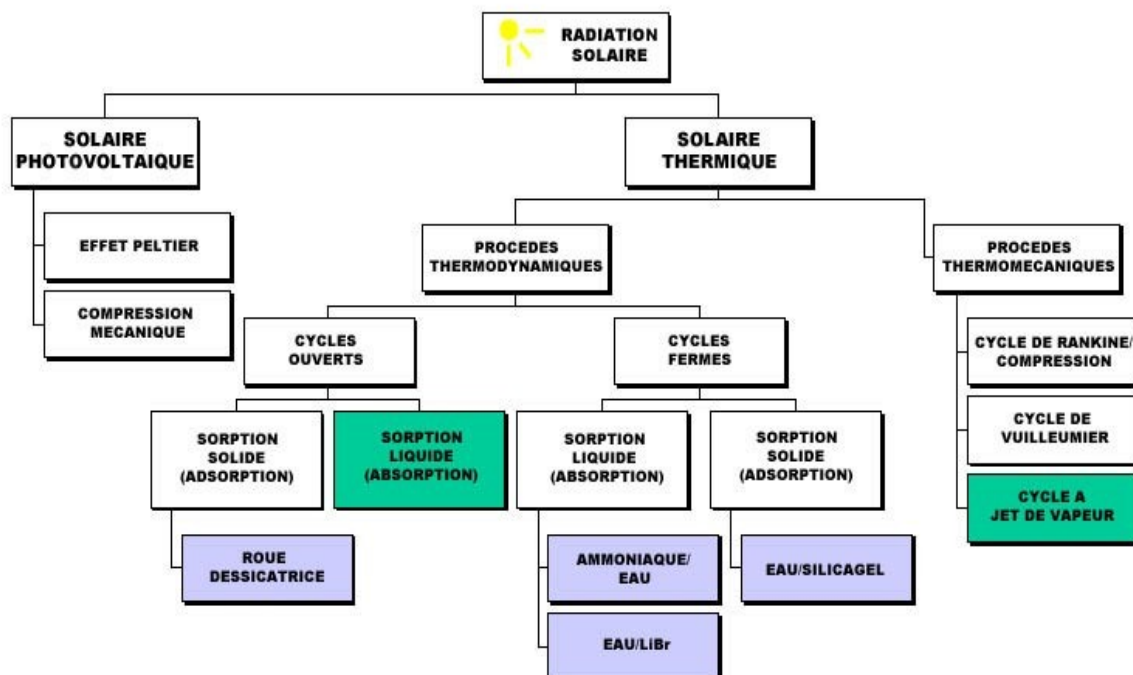 RADIATION
SOLAIRE
SOLAIRE
PHOTOVOLTAIQUE
SOLAIRE
THERMIQUE
EFFET PELTIER
COMPRESSION
MECANIQUE
PROCEDES
THERMODYNAMIQUES
PROCEDES
THERMOMECANIQUES
CYCLES
OUVERTS
CYCLES
FERMES
CYCLE DE RANKINE/
COMPRESSION
CYCLE DE
VUILLEUMIER
CYCLE A
JET DE VAPEUR
SORPTION
SOLIDE
(ADSORPTION)
SORPTION
LIQUIDE
(ABSORPTION)
SORPTION
LIQUIDE
(ABSORPTION)
SORPTION
SOLIDE
(ADSORPTION)
ROUE
DESSICATRICE
AMMONIAQUE/
EAU
EAU/SILICAGEL
EAU/LiBr